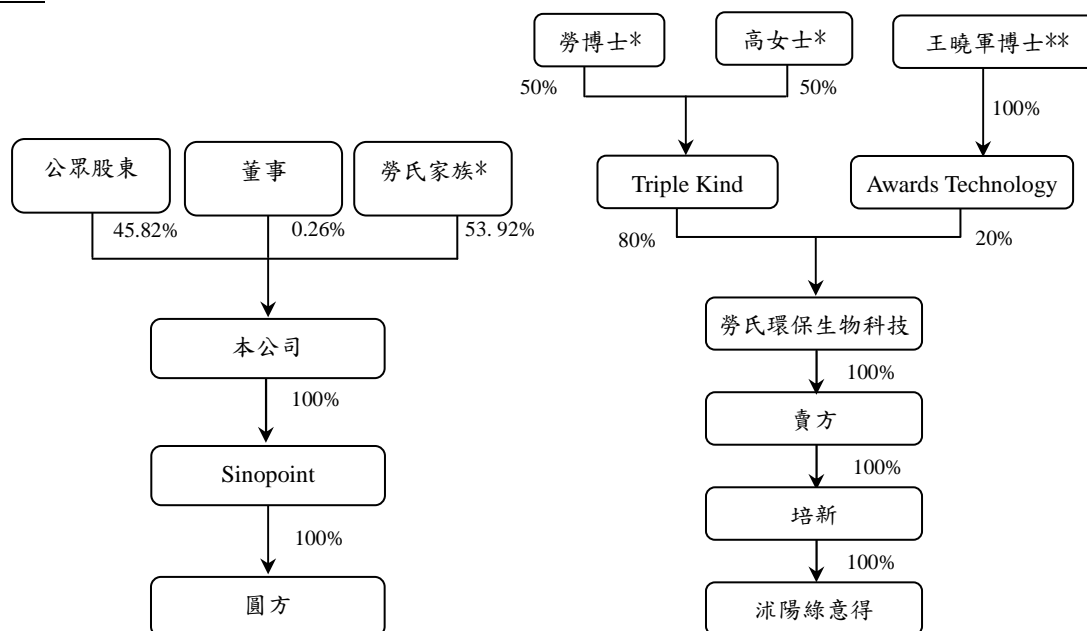 勞博士*
高女士*
王曉軍博士**
50%
50%
100%
公眾股東
董事
勞氏家族*
Triple Kind
Awards Technology
45.82%
0.26%
53. 92%
80%
20%
本公司
勞氏環保生物科技
100%
100%
賣方
Sinopoint
100%
培新
100%
100%
圓方
沭陽綠意得